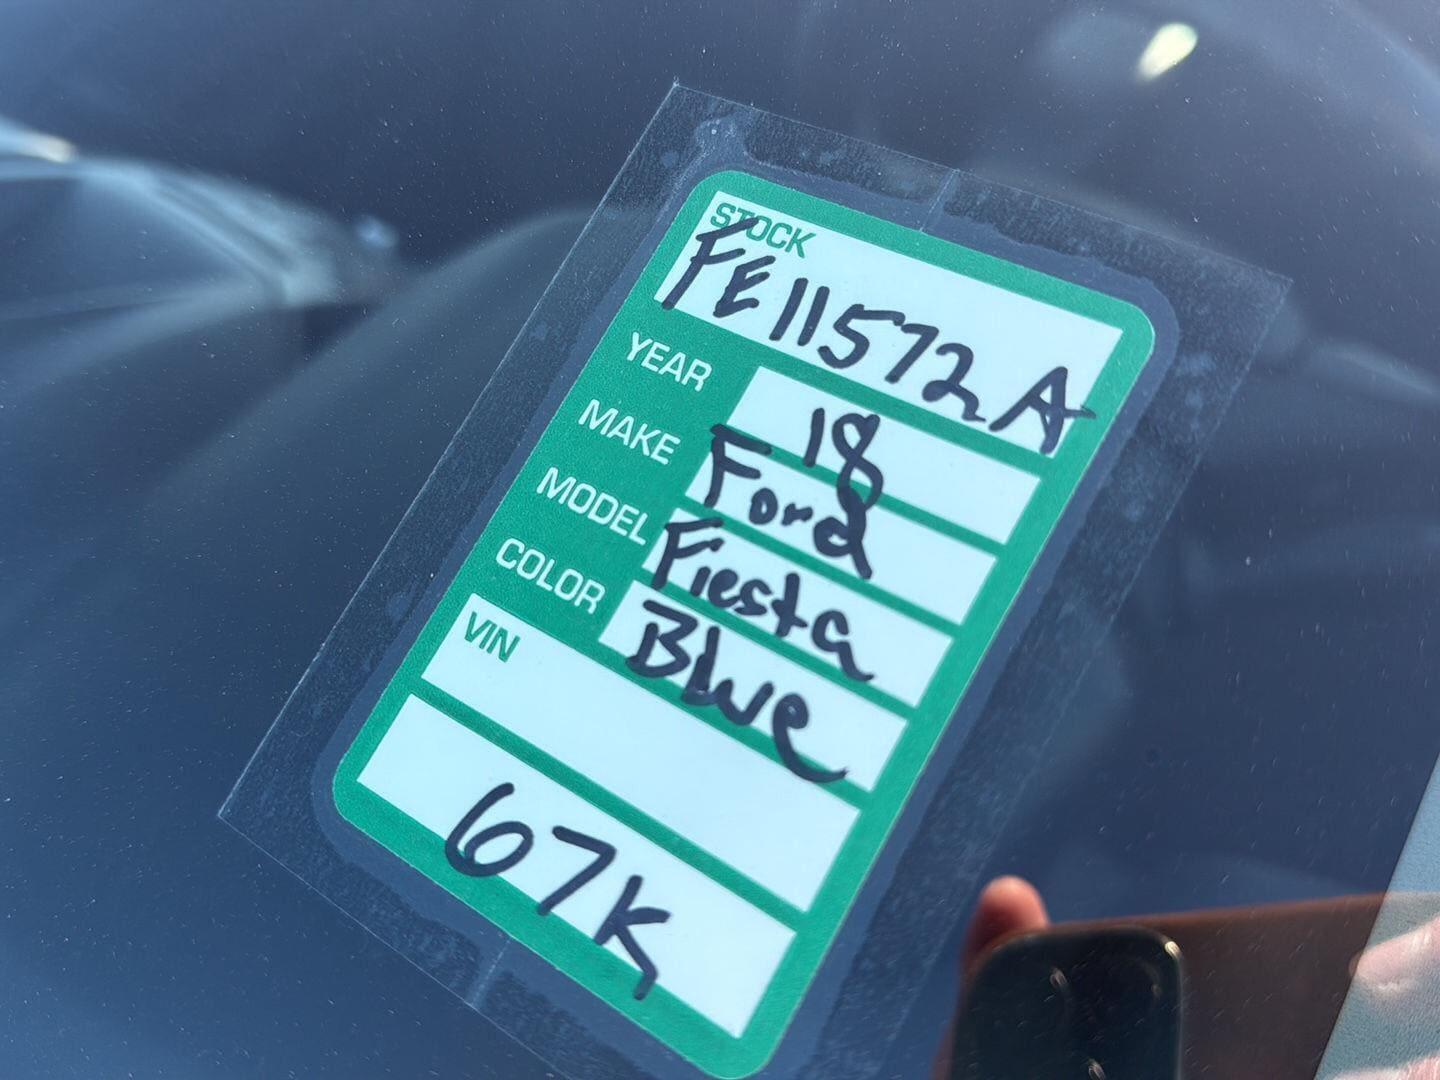 STOCK
FE11572A
YEAR 18
MAKE Ford
MODEL Fiesta
COLOR Blue
VIN
67K